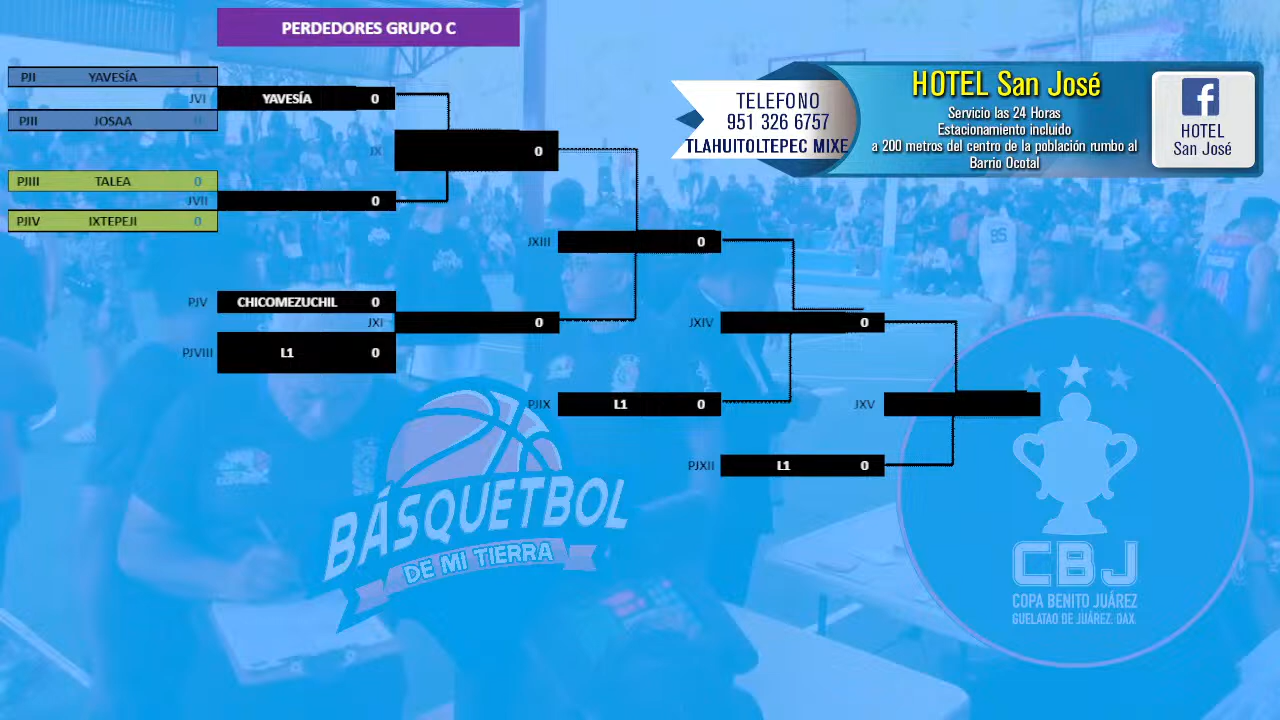 PERDEDORES GRUPO C
PJI YAVESÍA
JVI YAVESÍA 0
PJII JOSAA
JX 0
PJIII TALEA 0
JVII 0
PJIV IXTEPEJI 0
JXIII 0
PJV CHICOMEZUCHIL 0
JXI 0
PJVIII L1 0
JXIV 0
PJIX L1 0
JXV
PJXII L1 0
TELEFONO
951 326 6757
TLAHUITOLTEPEC MIXE
HOTEL San José
Servicio las 24 Horas
Estacionamiento incluido
a 200 metros del centro de la población rumbo al
Barrio Ocotal
f
HOTEL
San José
85
BÁSQUETBOL
DE MI TIERRA
CBJ
COPA BENITO JUÁREZ
GUELATAO DE JUÁREZ, OAX.